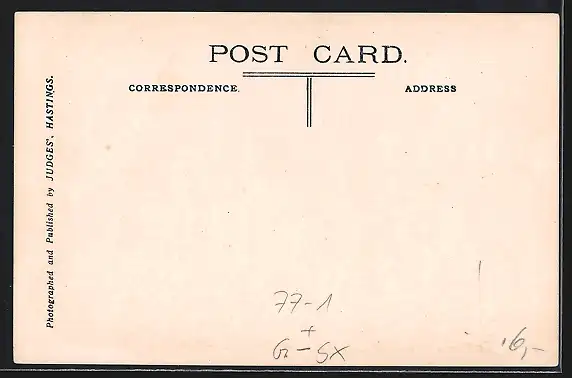 POST CARD.
CORRESPONDENCE.
ADDRESS
Photographed and Published by JUDGES', HASTINGS.
77-1
+
6,-